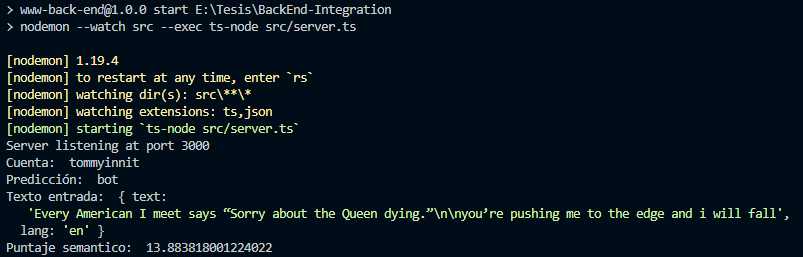 > www-back-end@1.0.0 start E:\Tesis\BackEnd-Integration
> nodemon --watch src --exec ts-node src/server.ts
[nodemon] 1.19.4
[nodemon] to restart at any time, enter `rs`
[nodemon] watching dir(s): src\**\*
[nodemon] watching extensions: ts,json
[nodemon] starting `ts-node src/server.ts`
Server listening at port 3000
Cuenta:  tommyinnit
Predicción:  bot
Texto entrada:  { text:
   'Every American I meet says “Sorry about the Queen dying.”\n\nyou’re pushing me to the edge and i will fall',
  lang: 'en' }
Puntaje semantico:  13.883818001224022